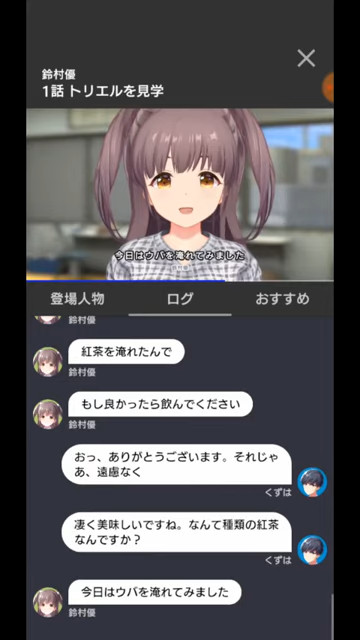 鈴村優
1話 トリエルを見学
今日はウバを淹れてみました
登場人物
ログ
おすすめ
鈴村優
紅茶を淹れたんで
鈴村優
もし良かったら飲んでください
鈴村優
おっ、ありがとうございます。それじゃ
あ、遠慮なく
くずは
凄く美味しいですね。なんて種類の紅茶
なんですか？
くずは
今日はウバを淹れてみました
鈴村優